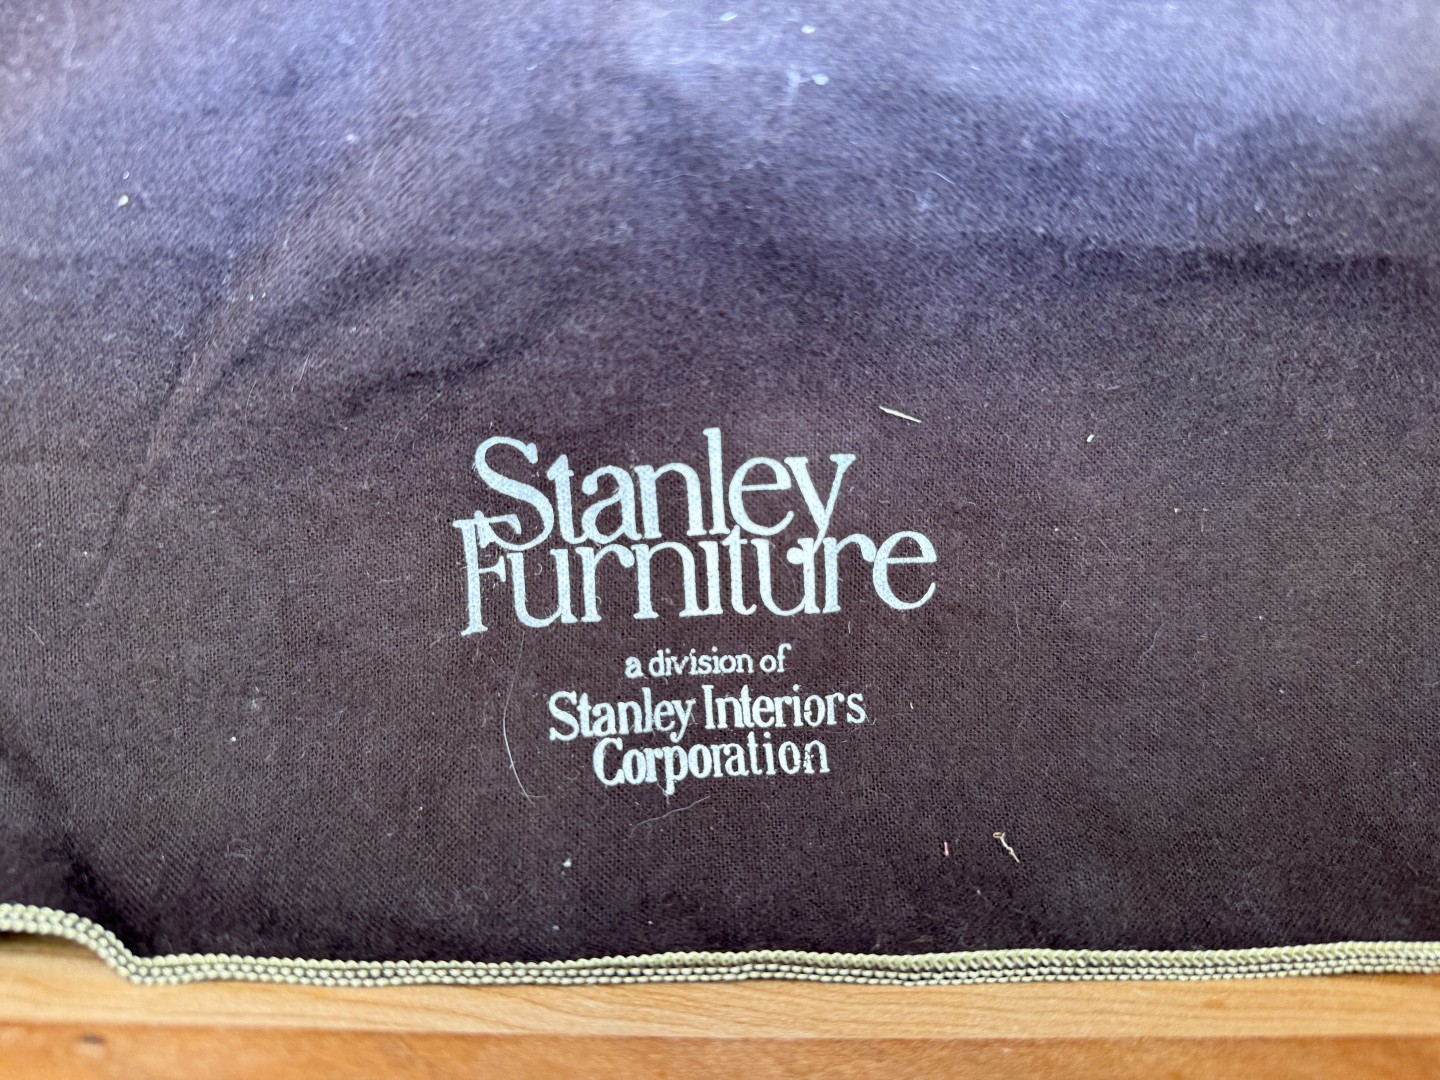 Stanley
Furniture
a division of
Stanley Interiors
Corporation